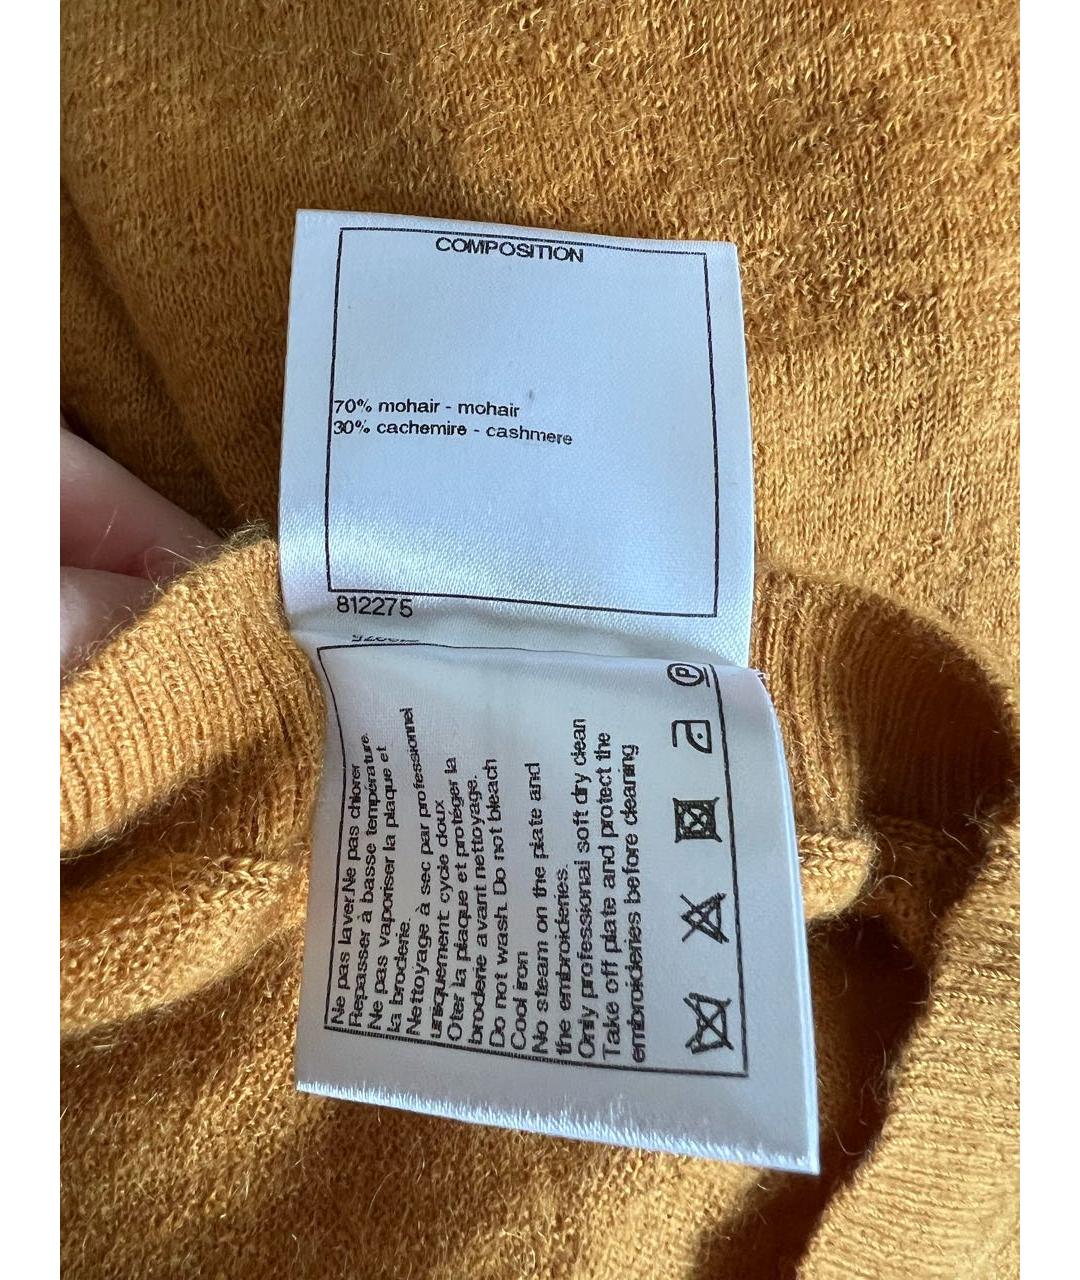 COMPOSITION
70% mohair - mohair
30% cachemire - cashmere
812275
Ne pas laver.Ne pas chlorer
Repasser à basse température.
Ne pas vaporiser la plaque et
la broderie.
Nettoyage à sec par professionnel
uniquement cycle doux
Oter la plaque et protéger la
broderie avant nettoyage.
Do not wash. Do not bleach
Cool iron
No steam on the plate and
the embroideries.
Only professional soft dry clean
Take off plate and protect the
embroideries before cleaning
P